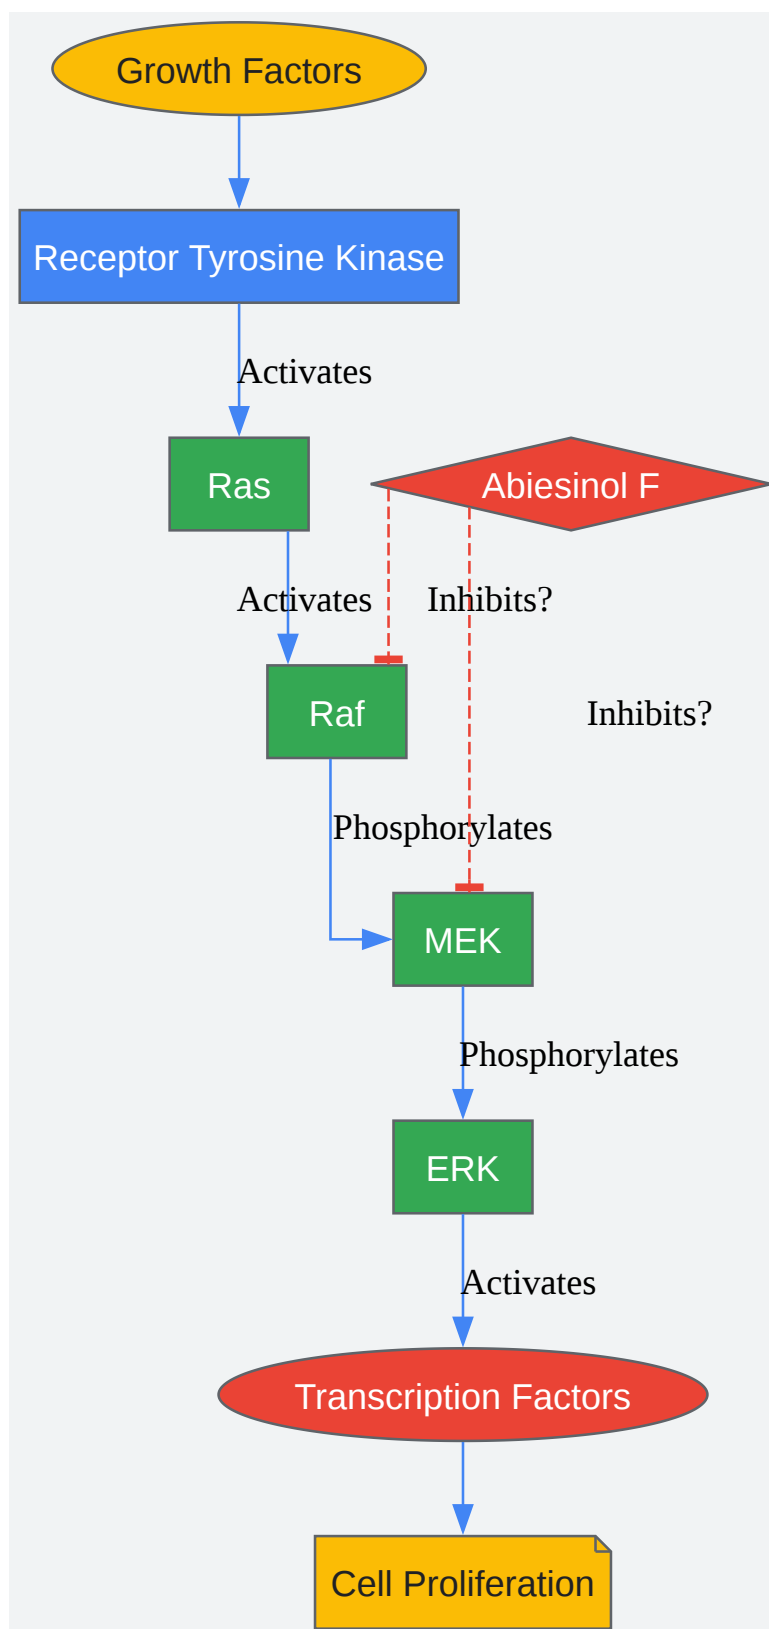 Growth Factors
Receptor Tyrosine Kinase
Activates
Ras
Abiesinol F
Activates
Inhibits?
Raf
Inhibits?
Phosphorylates
MEK
Phosphorylates
ERK
Activates
Transcription Factors
Cell Proliferation